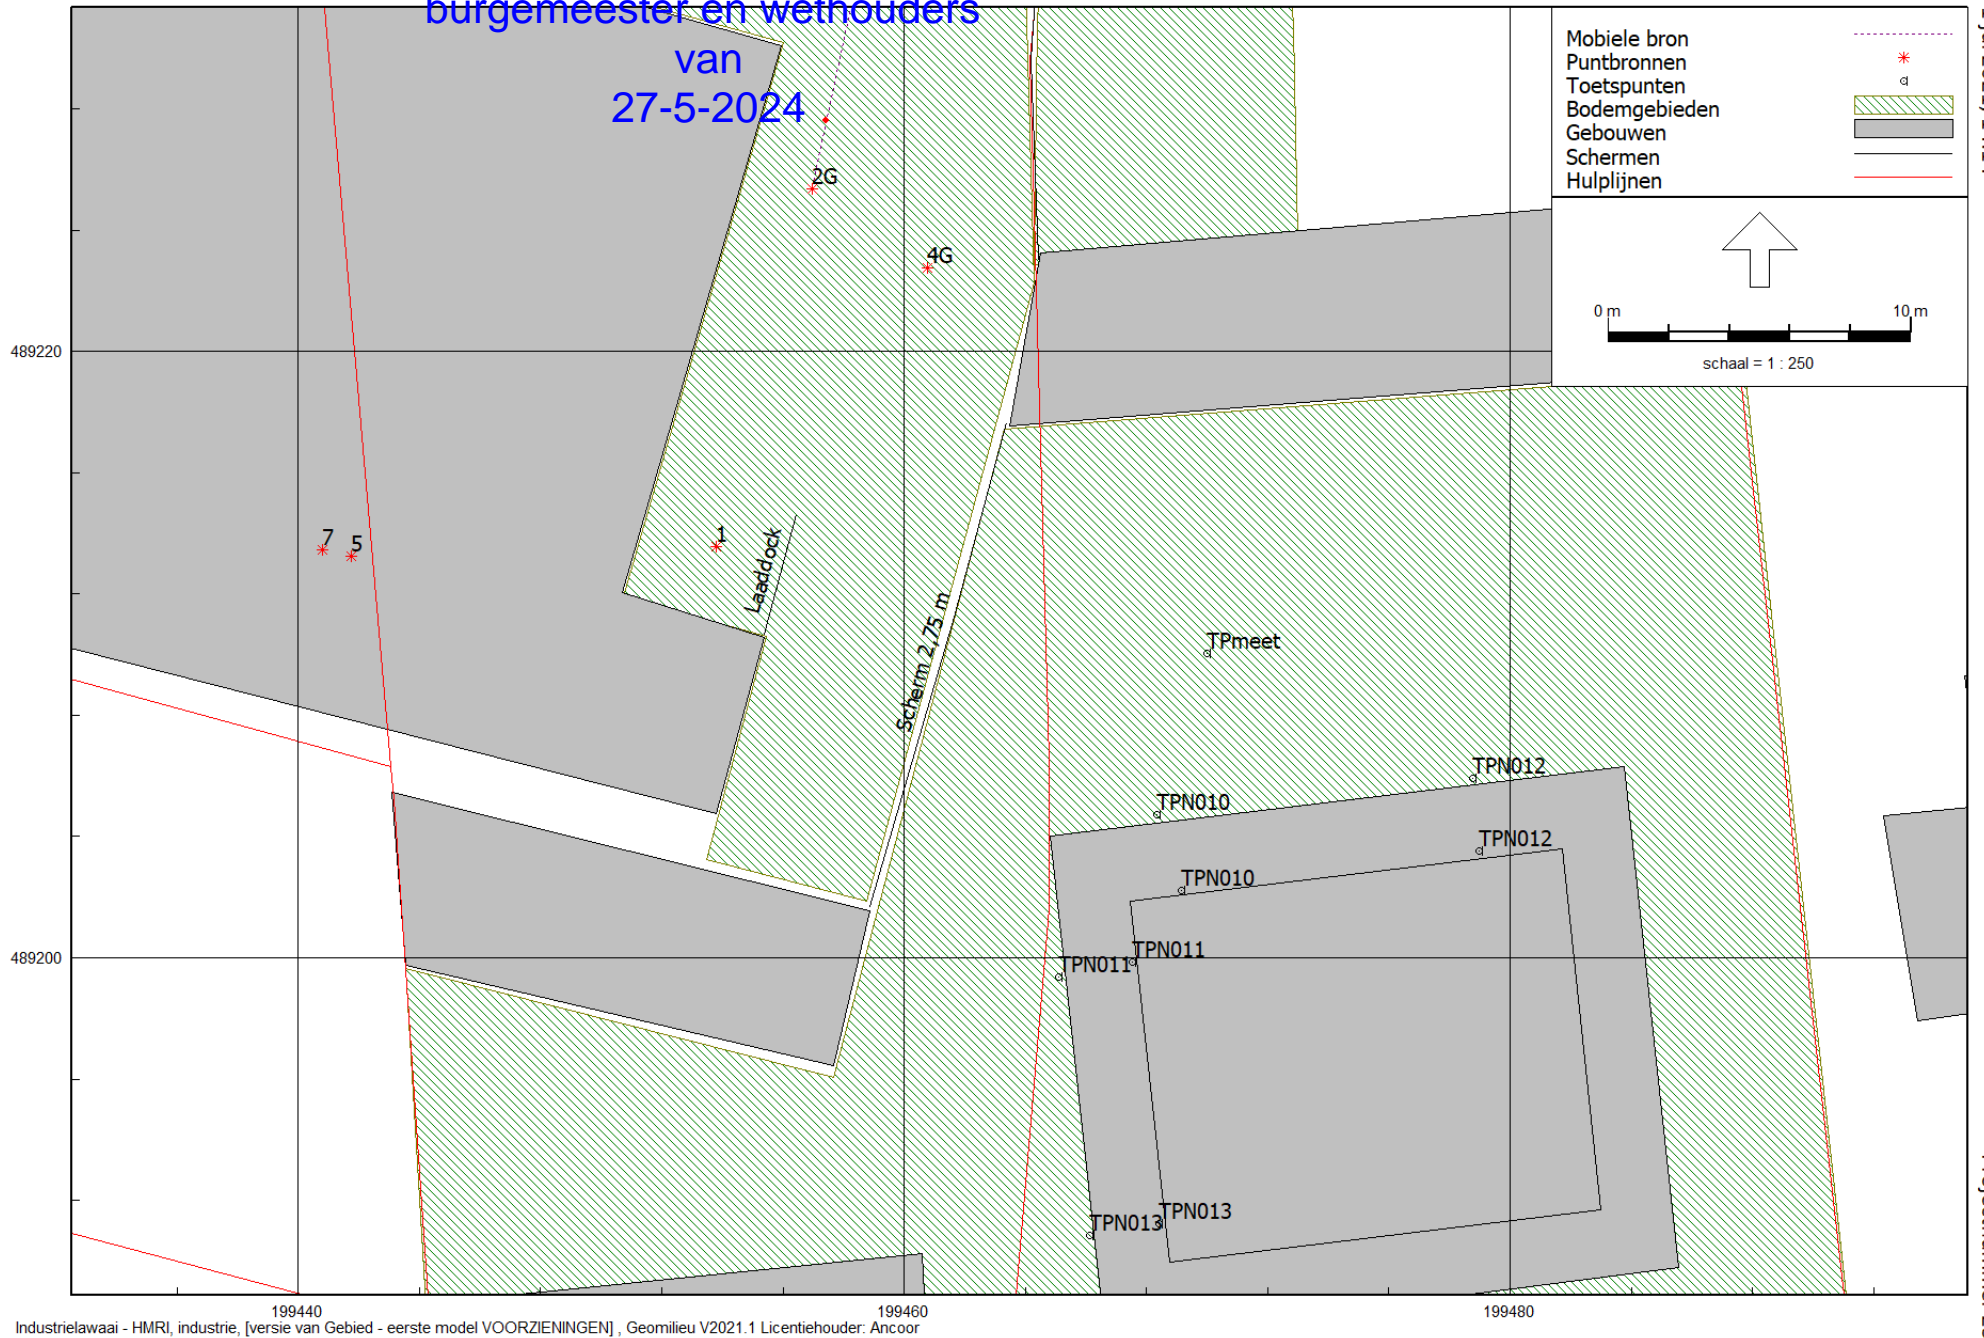 burgemeester en wethouders
van
27-5-2024
Mobiele bron
Puntbronnen
Toetspunten
Bodemgebieden
Gebouwen
Schermen
Hulplijnen
0 m 10 m
schaal = 1 : 250
2G
4G
489220
7
5
1
Laaddock
Scherm 2,75 m
TPmeet
TPN012
TPN010
TPN012
TPN010
TPN011
TPN011
489200
TPN013
TPN013
199440 199460 199480
Industrielawaai - HMRI, industrie, [versie van Gebied - eerste model VOORZIENINGEN] , Geomilieu V2021.1 Licentiehouder: Ancoor